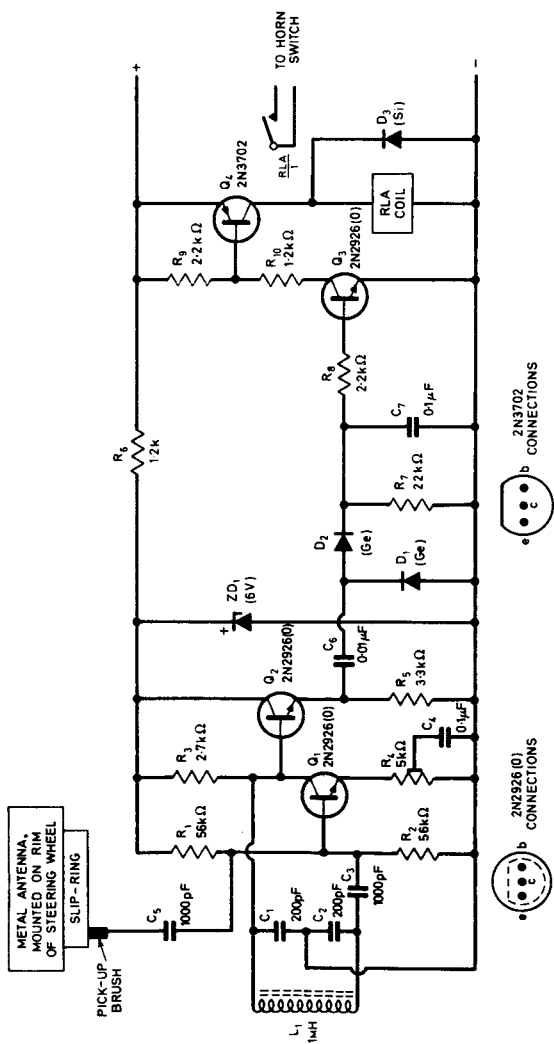 METAL ANTENNA,
MOUNTED ON RIM
OF STEERING WHEEL
SLIP-RING
PICK-UP
BRUSH
C5
1000pF
R1
56kΩ
R3
2·7kΩ
Q2
2N2926(O)
ZD1
(6V)
+
R6
1·2k
R9
2·2kΩ
Q4
2N3702
+
RLA
1
TO HORN
SWITCH
L1
1MH
C1
200pF
C2
200pF
C3
1000pF
Q1
2N2926(O)
C6
0·01µF
D2
(Ge)
R8
2·2kΩ
R10
1·2kΩ
Q3
2N2926(O)
R2
56kΩ
R4
5kΩ
C4
0·1µF
R5
3·3kΩ
D1
(Ge)
R7
22kΩ
C7
0·1µF
RLA
COIL
D3
(Si)
-
e
c
b
2N2926(O)
CONNECTIONS
e
c
b
2N3702
CONNECTIONS